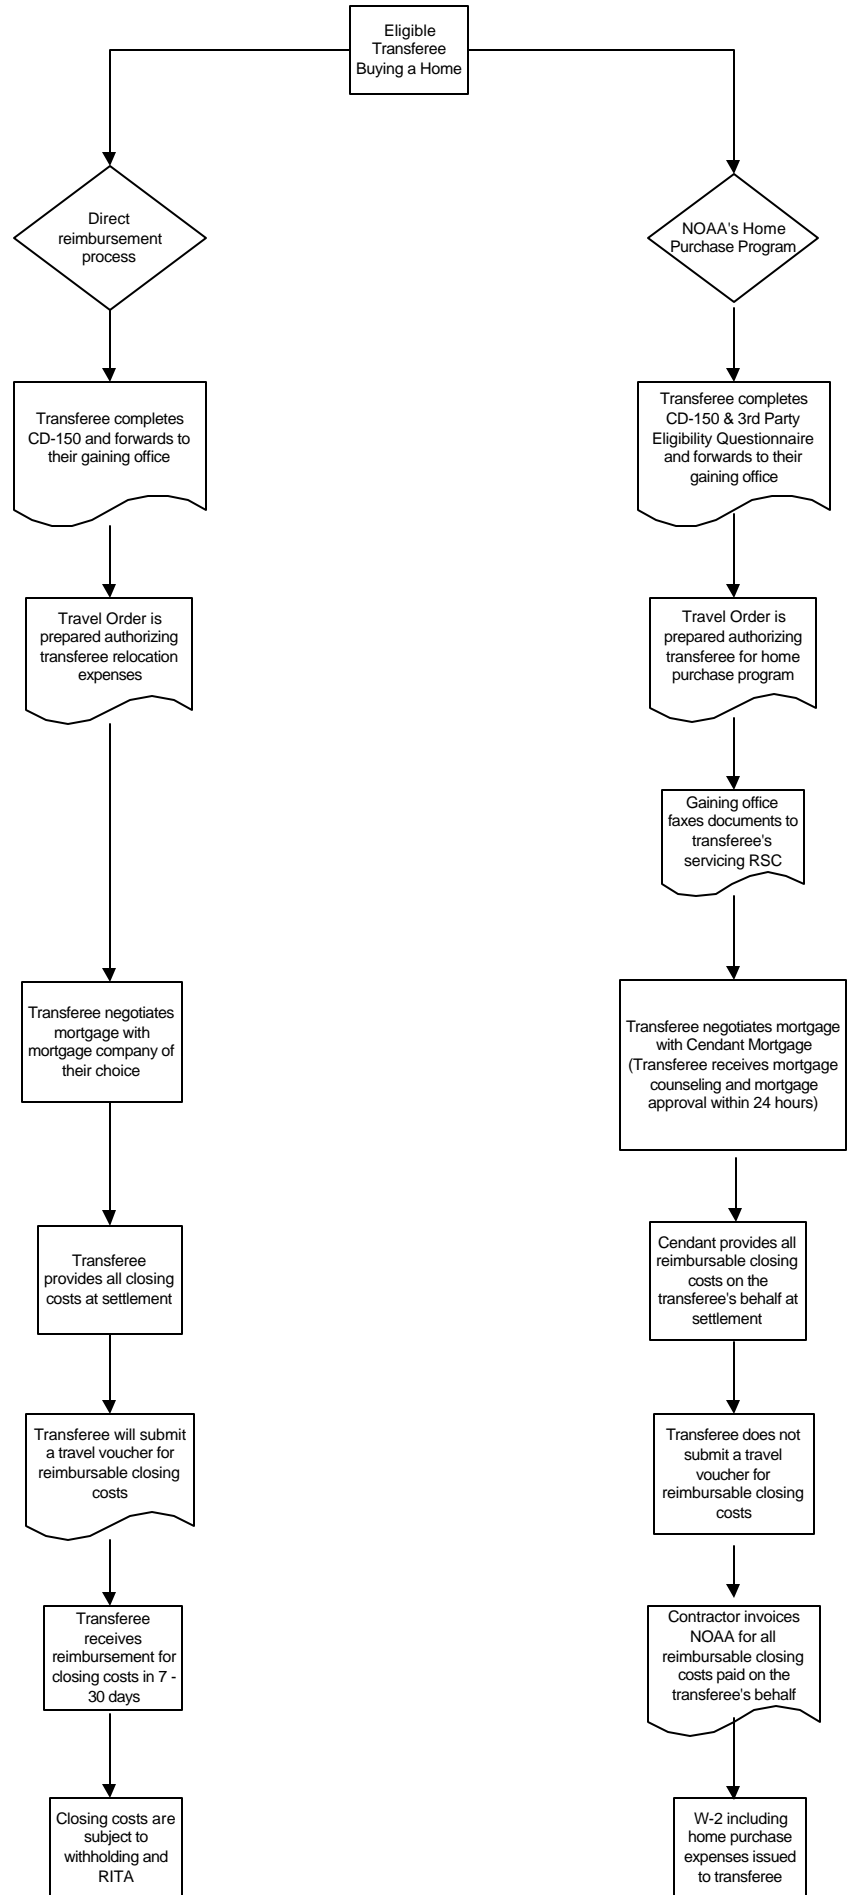 Eligible
Transferee
Buying a Home
Direct
reimbursement
process
Transferee completes
CD-150 and forwards to
their gaining office
Travel Order is
prepared authorizing
transferee relocation
expenses
Transferee negotiates
mortgage with
mortgage company of
their choice
Transferee
provides all closing
costs at settlement
Transferee will submit
a travel voucher for
reimbursable closing
costs
Transferee
receives
reimbursement for
closing costs in 7 -
30 days
Closing costs are
subject to
withholding and
RITA
NOAA's Home
Purchase Program
Transferee completes
CD-150 & 3rd Party
Eligibility Questionnaire
and forwards to their
gaining office
Travel Order is
prepared authorizing
transferee for home
purchase program
Gaining office
faxes documents to
transferee's
servicing RSC
Transferee negotiates mortgage
with Cendant Mortgage
(Transferee receives mortgage
counseling and mortgage
approval within 24 hours)
Cendant provides all
reimbursable closing
costs on the
transferee's behalf at
settlement
Transferee does not
submit a travel
voucher for
reimbursable closing
costs
Contractor invoices
NOAA for all
reimbursable closing
costs paid on the
transferee's behalf
W-2 including
home purchase
expenses issued
to transferee